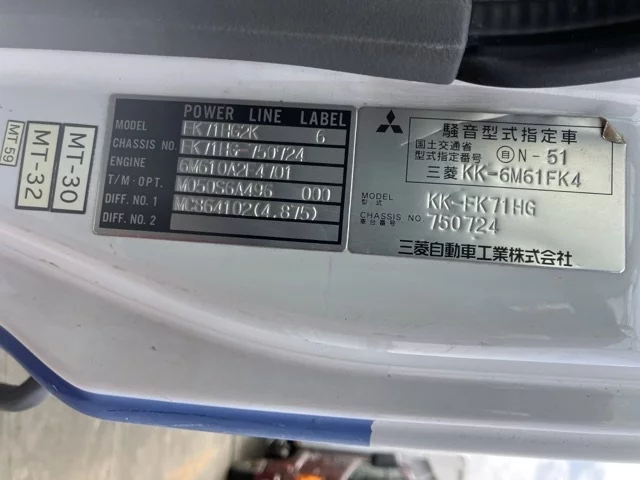 POWER LINE LABEL
MODEL FK71HG2K 6
CHASSIS NO. FK71HG-750724
ENGINE 6M610A2F4701
T/M·OPT. M050S6A496 000
DIFF. NO. 1 MC864102(4.875)
DIFF. NO. 2
騒音型式指定車
国土交通省
型式指定番号 自 N-51
三菱 KK-6M61FK4
型式 MODEL KK-FK71HG
CHASSIS NO. 車台番号 750724
三菱自動車工業株式会社
MT-30
MT-32
MT 59